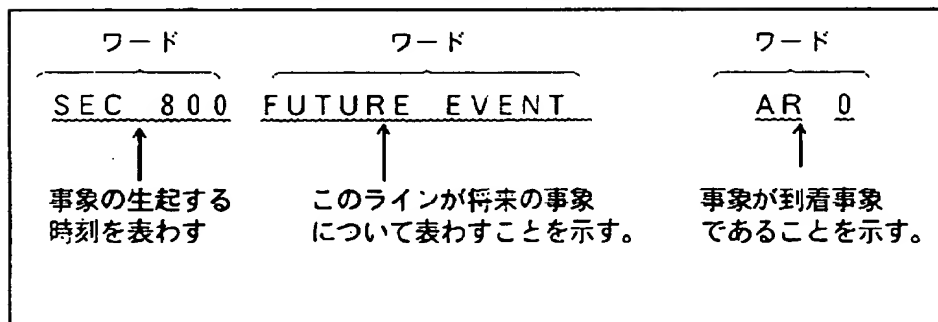 ワード ワード ワード
SEC 800 FUTURE EVENT AR 0
事象の生起する このラインが将来の事象 事象が到着事象
時刻を表わす について表わすことを示す。 であることを示す。